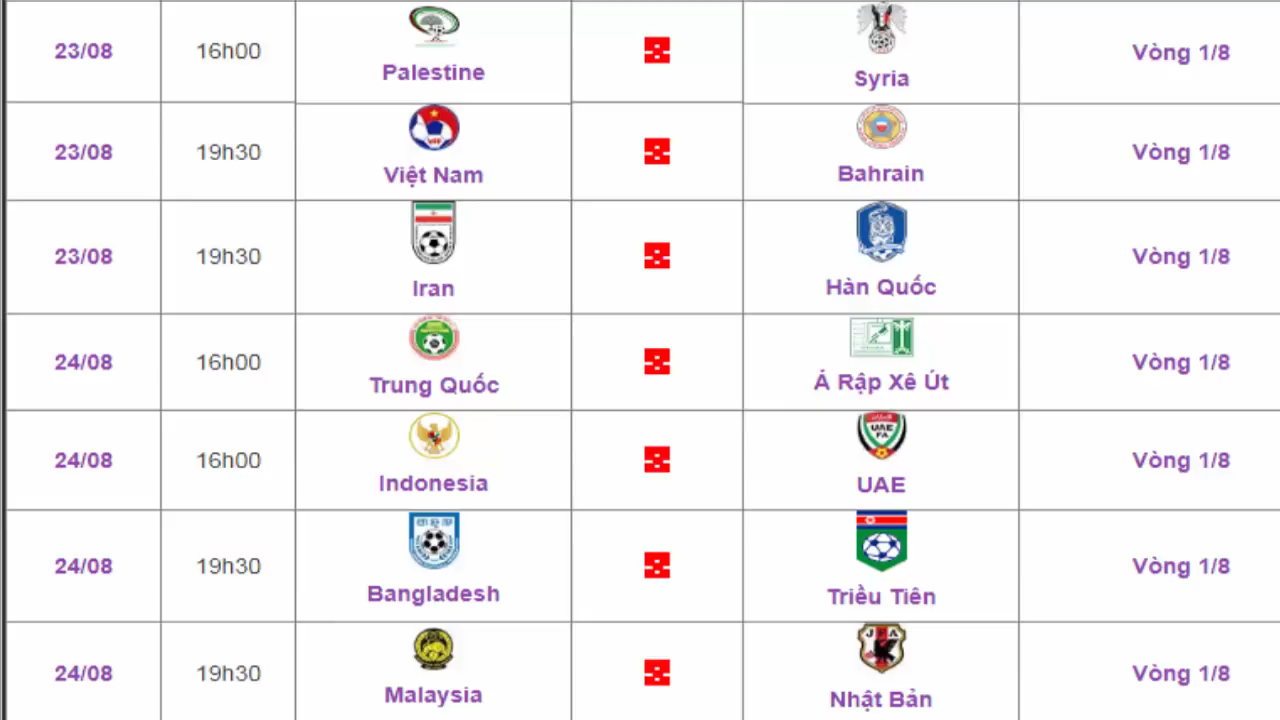 23/08 16h00 Palestine Syria Vòng 1/8
23/08 19h30 Việt Nam Bahrain Vòng 1/8
23/08 19h30 Iran Hàn Quốc Vòng 1/8
24/08 16h00 Trung Quốc Á Rập Xê Út Vòng 1/8
24/08 16h00 UAE FA Indonesia UAE Vòng 1/8
24/08 19h30 Bangladesh Triều Tiên Vòng 1/8
24/08 19h30 JFA Malaysia Nhật Bản Vòng 1/8